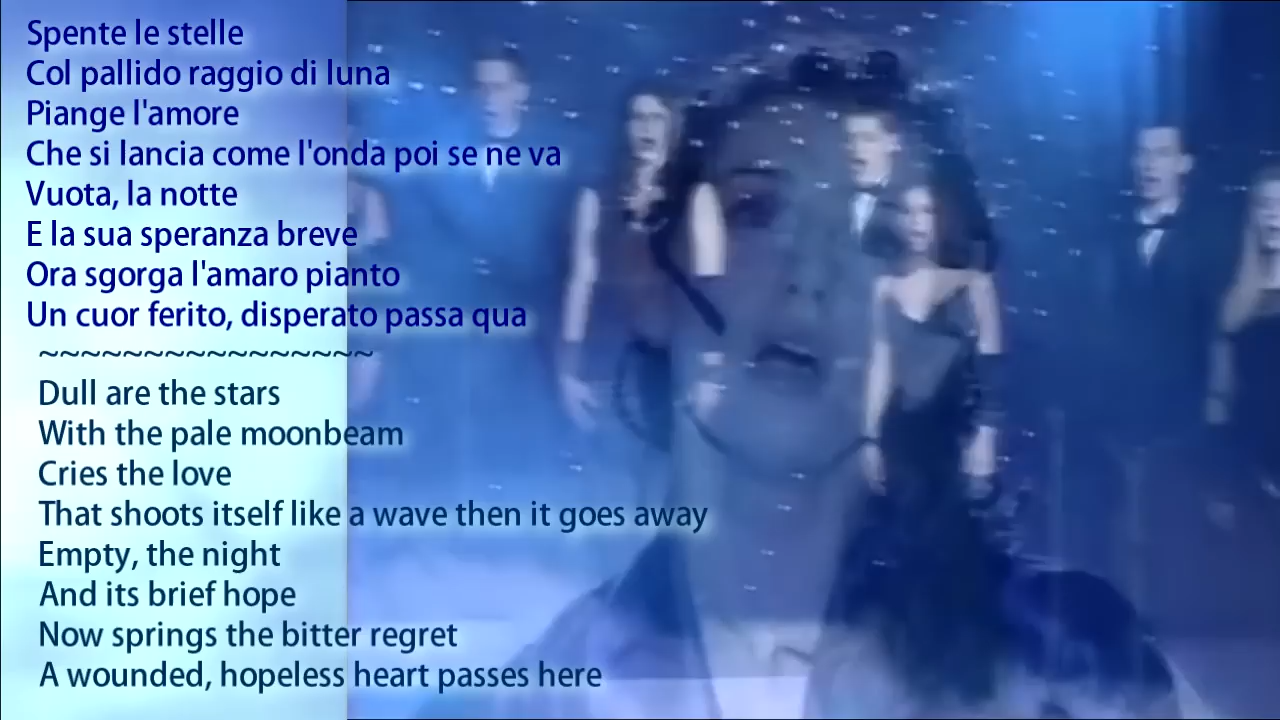 Spente le stelle
Col pallido raggio di luna
Piange l'amore
Che si lancia come l'onda poi se ne va
Vuota, la notte
E la sua speranza breve
Ora sgorga l'amaro pianto
Un cuor ferito, disperato passa qua
~~~~~~~~~~~~~~~~
Dull are the stars
With the pale moonbeam
Cries the love
That shoots itself like a wave then it goes away
Empty, the night
And its brief hope
Now springs the bitter regret
A wounded, hopeless heart passes here